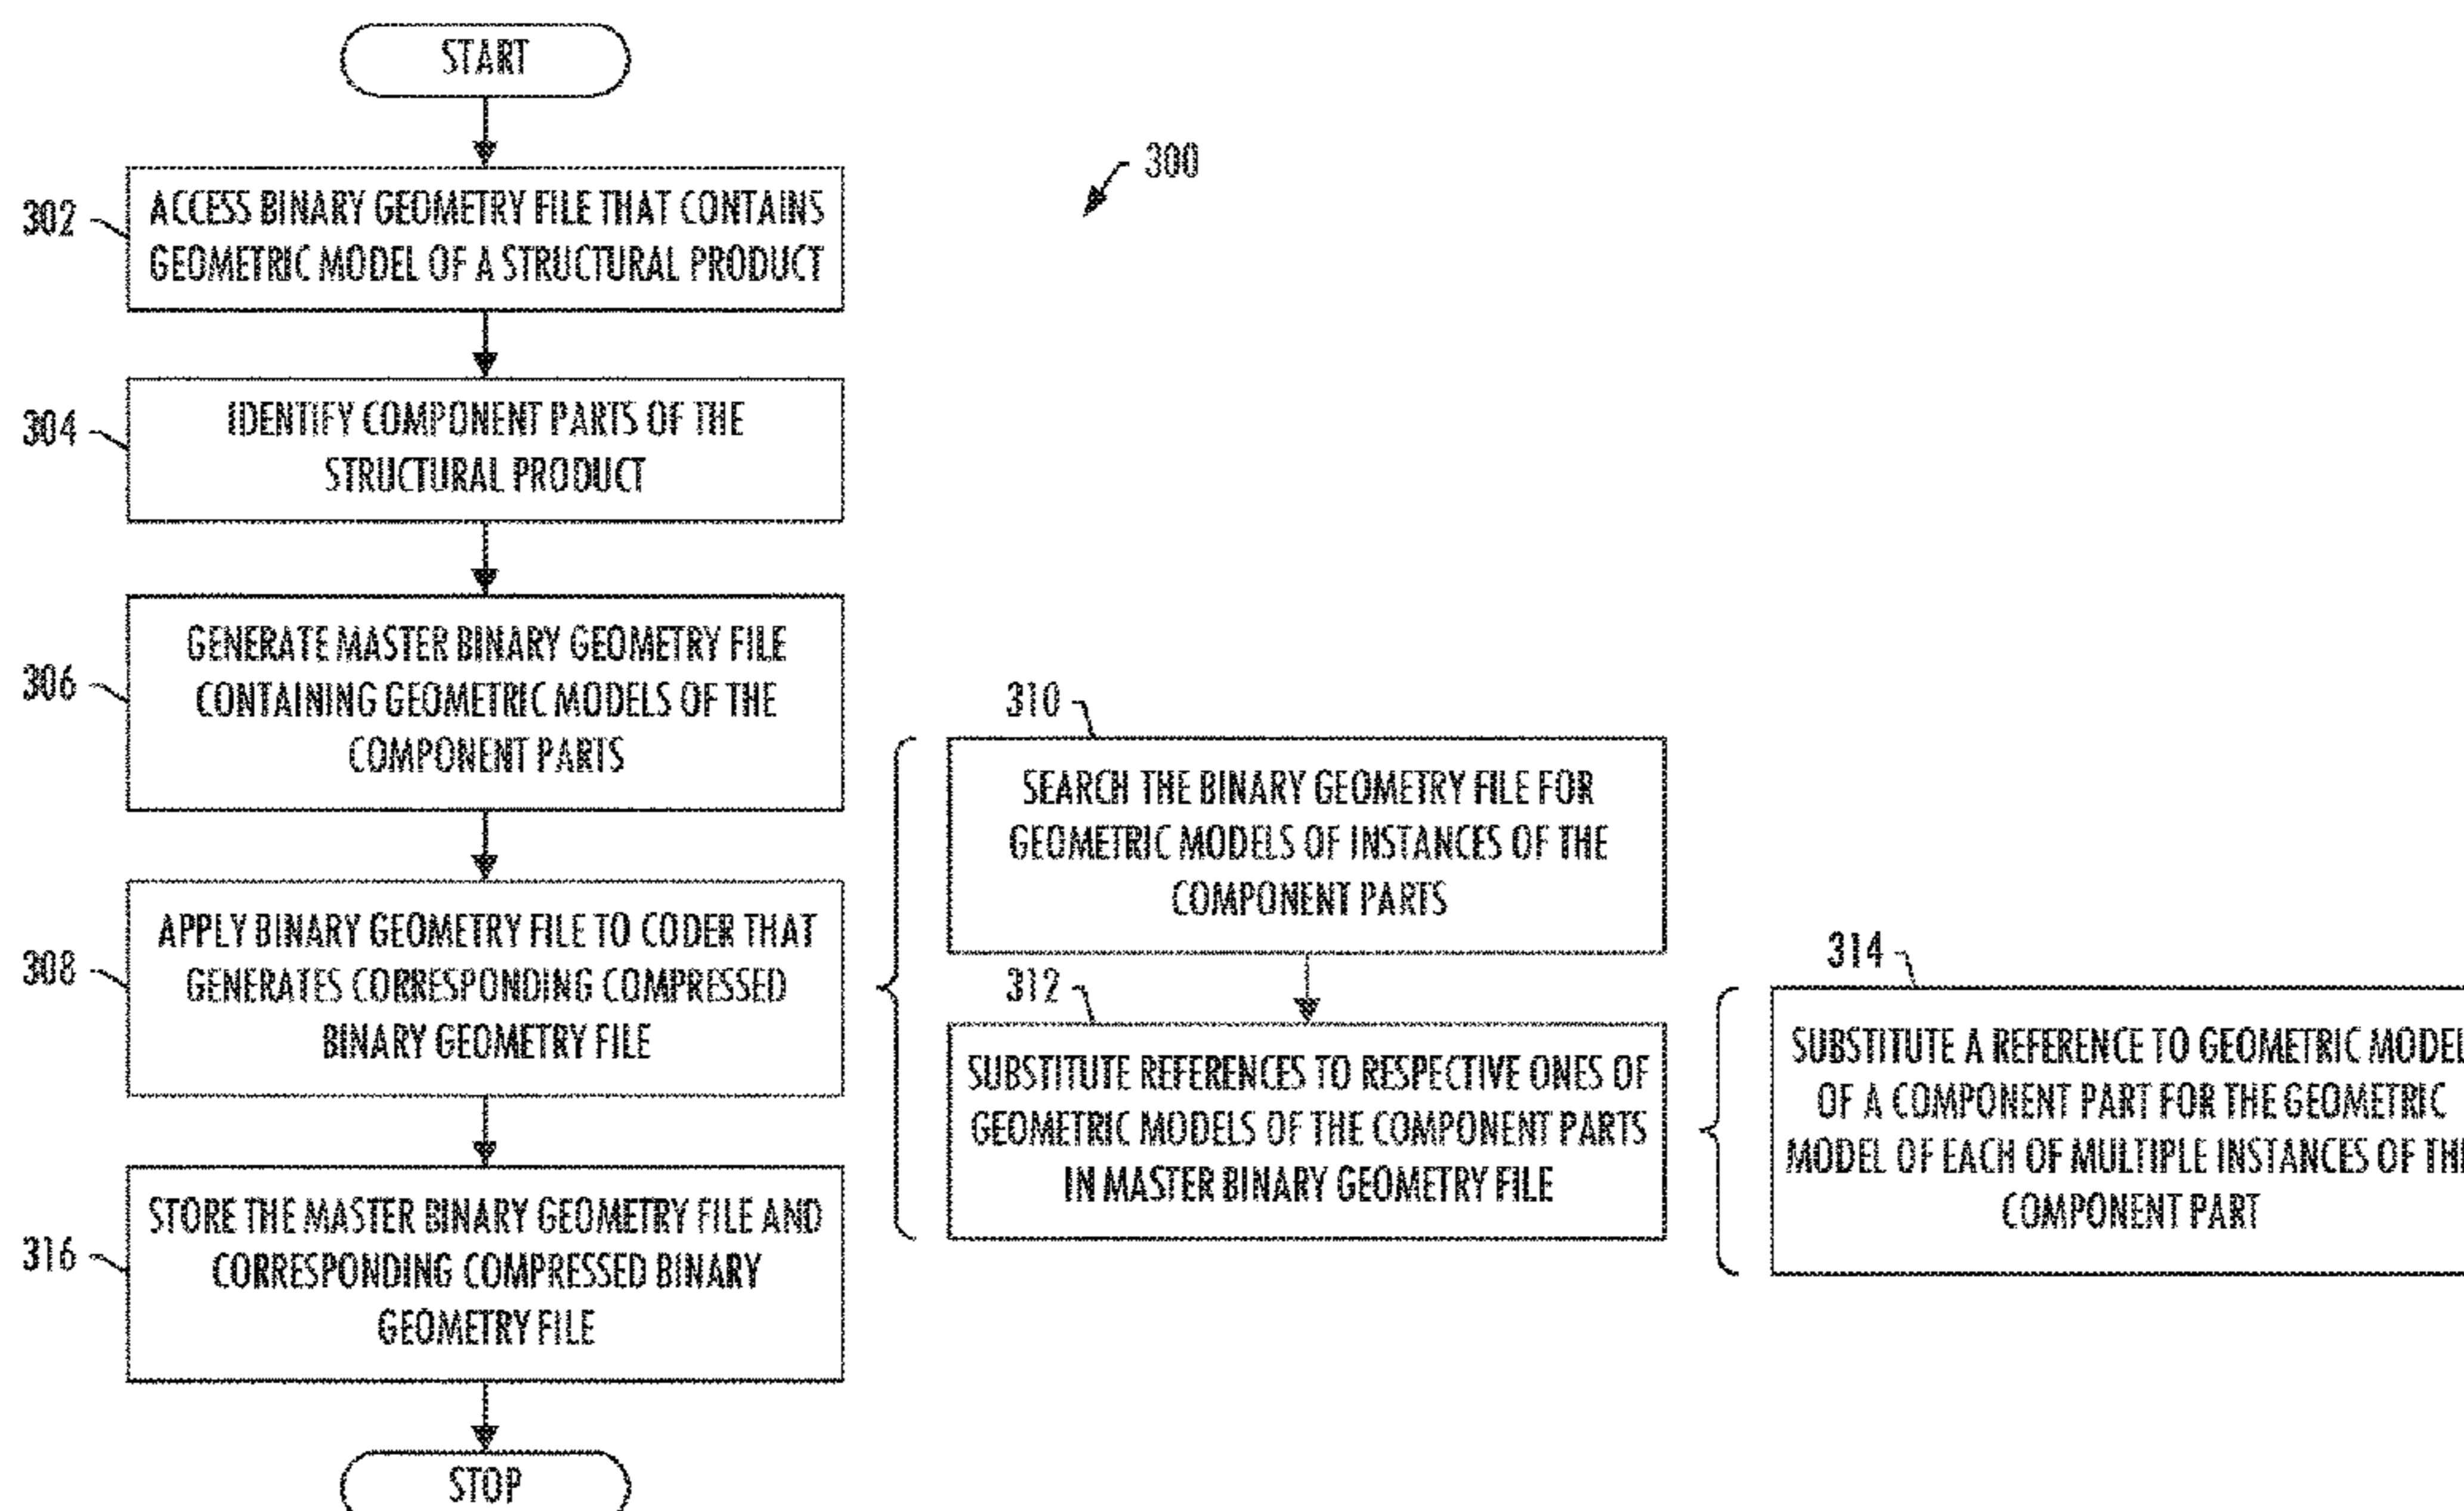 START
300
302
ACCESS BINARY GEOMETRY FILE THAT CONTAINS
GEOMETRIC MODEL OF A STRUCTURAL PRODUCT
304
IDENTIFY COMPONENT PARTS OF THE
STRUCTURAL PRODUCT
306
GENERATE MASTER BINARY GEOMETRY FILE
CONTAINING GEOMETRIC MODELS OF THE
COMPONENT PARTS
308
APPLY BINARY GEOMETRY FILE TO CODER THAT
GENERATES CORRESPONDING COMPRESSED
BINARY GEOMETRY FILE
310
SEARCH THE BINARY GEOMETRY FILE FOR
GEOMETRIC MODELS OF INSTANCES OF THE
COMPONENT PARTS
312
SUBSTITUTE REFERENCES TO RESPECTIVE ONES OF
GEOMETRIC MODELS OF THE COMPONENT PARTS
IN MASTER BINARY GEOMETRY FILE
314
SUBSTITUTE A REFERENCE TO GEOMETRIC MODEL
OF A COMPONENT PART FOR THE GEOMETRIC
MODEL OF EACH OF MULTIPLE INSTANCES OF THE
COMPONENT PART
316
STORE THE MASTER BINARY GEOMETRY FILE AND
CORRESPONDING COMPRESSED BINARY
GEOMETRY FILE
STOP